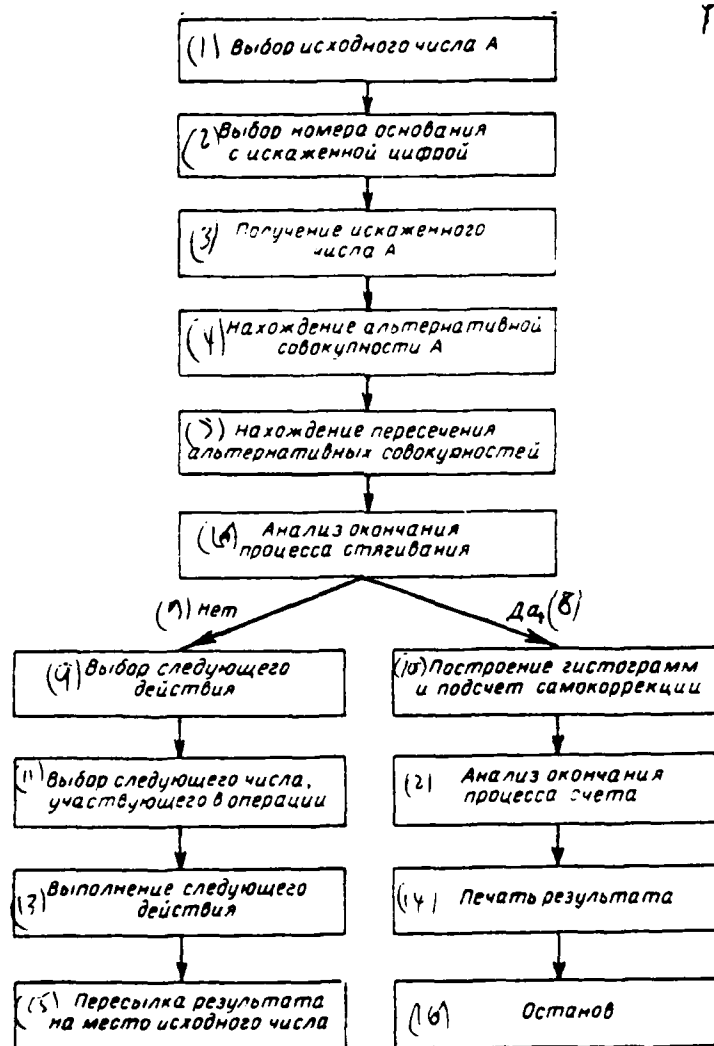 (1) Выбор исходного числа А
(2) Выбор номера основания
с искаженной цифрой
(3) Получение искаженного
числа А
(4) Нахождение альтернативной
совокупности А
(5) Нахождение пересечения
альтернативных совокупностей
(6) Анализ окончания
процесса стягивания
(7) нет
Да, (8)
(9) Выбор следующего
действия
(10) Построение гистограмм
и подсчет самокоррекции
(11) Выбор следующего числа,
участвующего в операции
(12) Анализ окончания
процесса счета
(13) Выполнение следующего
действия
(14) Печать результата
(15) Пересылка результата
на место исходного числа
(16) Останов